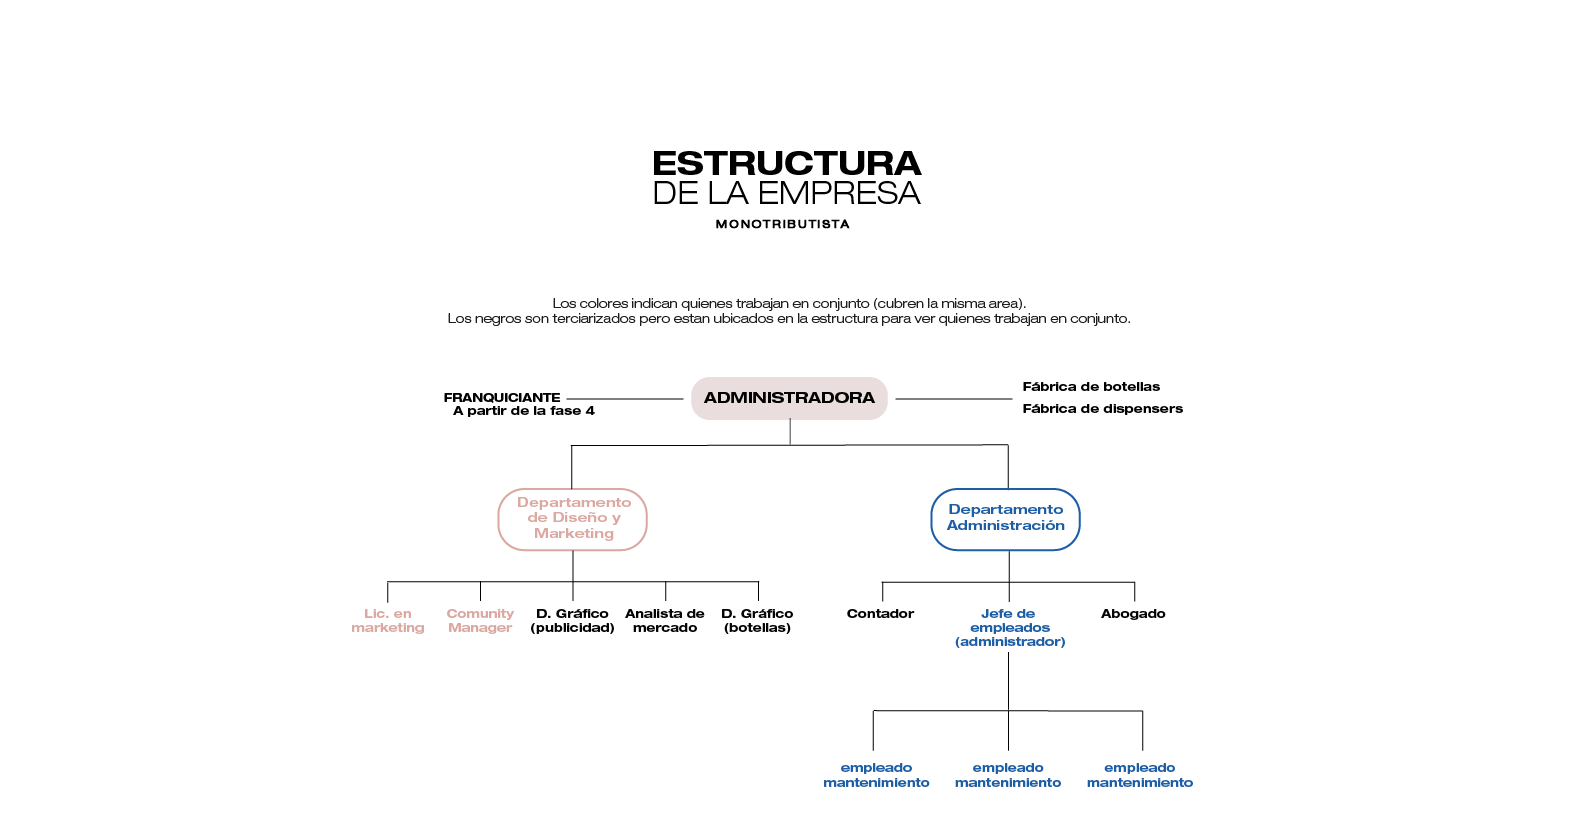 ESTRUCTURA
DE LA EMPRESA
MONOTRIBUTISTA
Los colores indican quienes trabajan en conjunto (cubren la misma area).
Los negros son terciarizados pero estan ubicados en la estructura para ver quienes trabajan en conjunto.
FRANQUICIANTE
A partir de la fase 4
ADMINISTRADORA
Fábrica de botellas
Fábrica de dispensers
Departamento
de Diseño y
Marketing
Departamento
Administración
Lic. en
marketing
Comunity
Manager
D. Gráfico
(publicidad)
Analista de
mercado
D. Gráfico
(botellas)
Contador
Jefe de
empleados
(administrador)
Abogado
empleado
mantenimiento
empleado
mantenimiento
empleado
mantenimiento